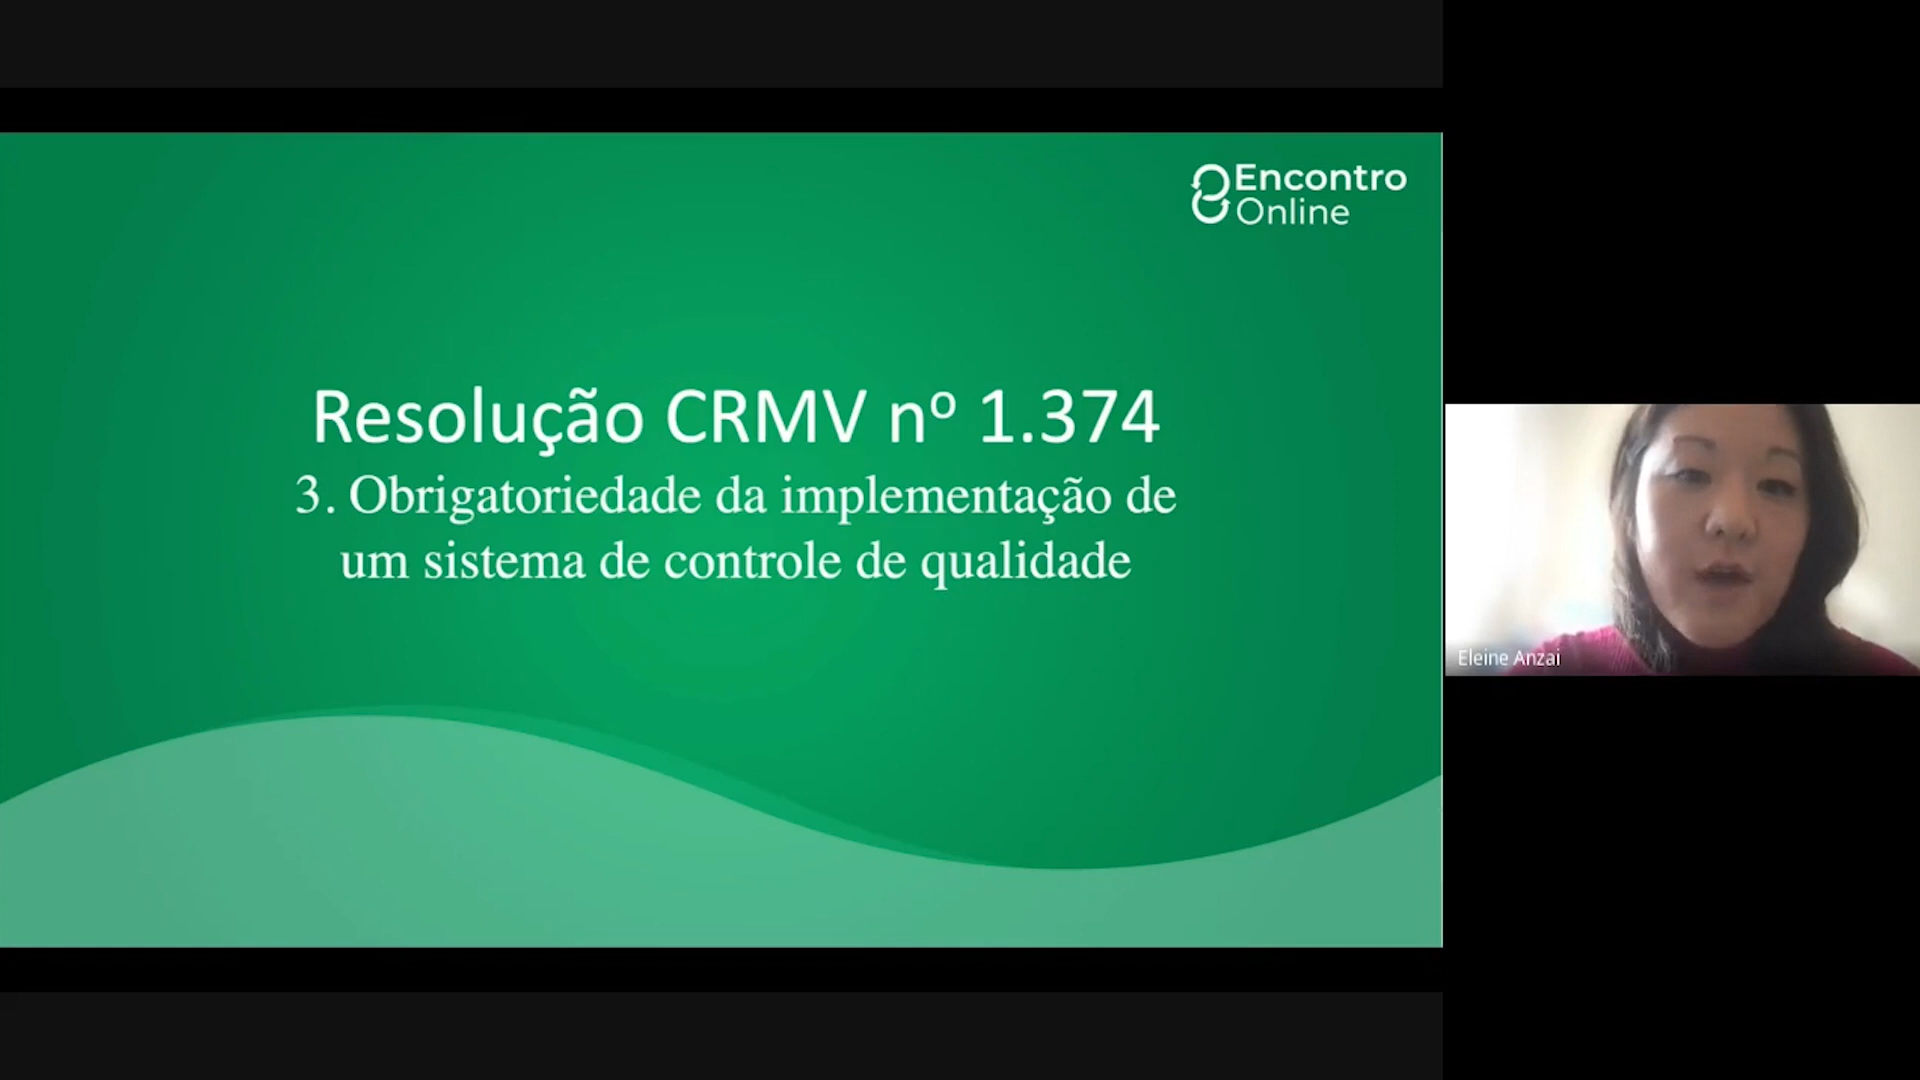 Encontro
Online
Resolução CRMV nº 1.374
3. Obrigatoriedade da implementação de
um sistema de controle de qualidade
Eleine Anzai